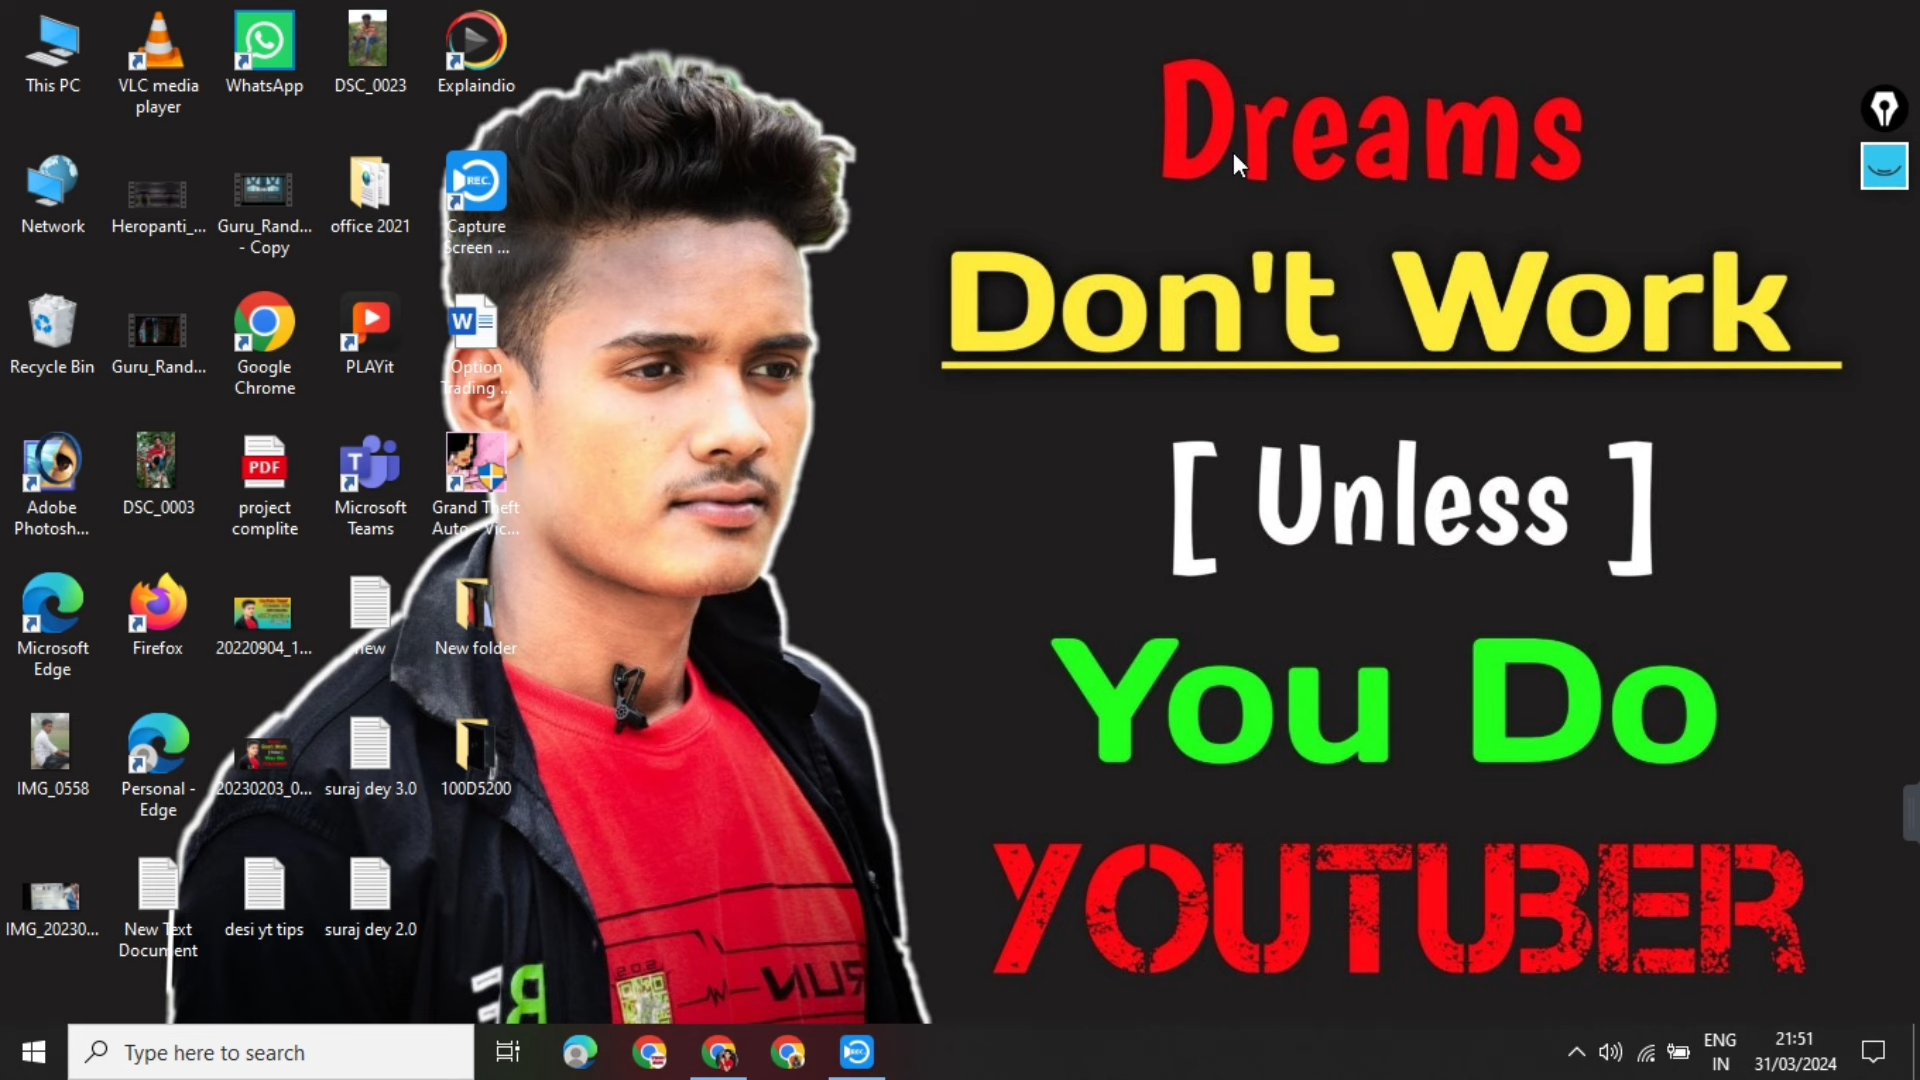 This PC
VLC media
player
WhatsApp
DSC_0023
Explaindio
Network
Heropanti_...
Guru_Rand...
- Copy
office 2021
REC.
Capture
Screen ...
Recycle Bin
Guru_Rand...
Google
Chrome
PLAYit
W
Option
Trading ...
Adobe
Photosh...
DSC_0003
PDF
project
complite
T
Microsoft
Teams
Grand Theft
Auto Vic...
Microsoft
Edge
Firefox
20220904_1...
new
New folder
IMG_0558
Personal -
Edge
20230203_0...
suraj dey 3.0
100D5200
IMG_20230...
New Text
Document
desi yt tips
suraj dey 2.0
Dreams
Don't Work
[ Unless ]
You Do
YOUTUBER
Type here to search
REC
ENG
IN
21:51
31/03/2024